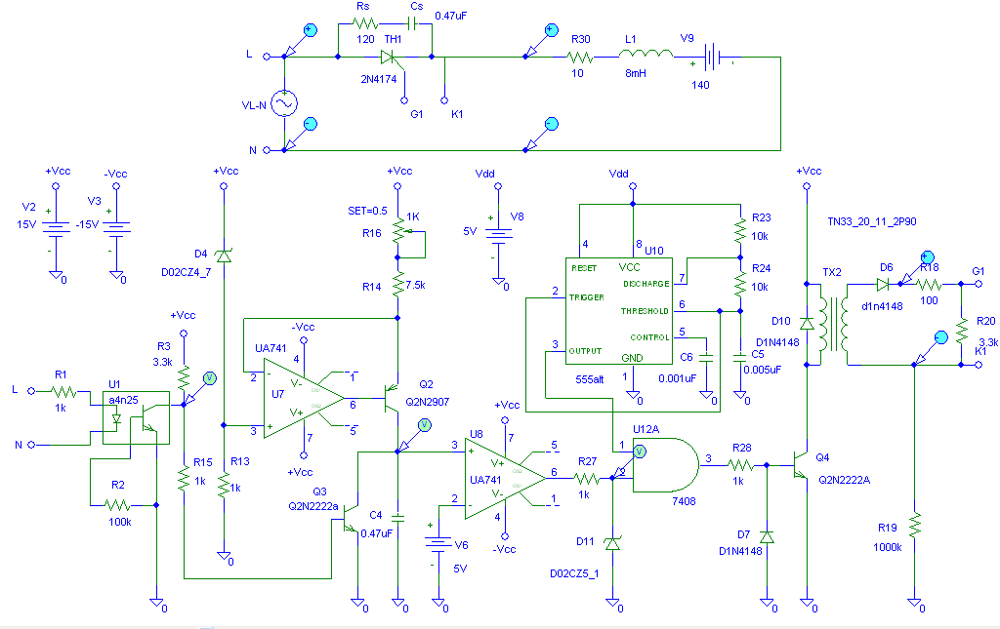 Rs
Cs
0.47uF
120
TH1
2N4174
L
G1
K1
VL-N
N
R30
10
L1
8mH
V9
140
+Vcc
-Vcc
V2
15V
V3
-15V
0
0
+Vcc
D4
D02CZ4_7
+Vcc
SET=0.5
1K
R16
R14
7.5k
Vdd
V8
5V
0
Vdd
4
8
U10
RESET
VCC
DISCHARGE
7
2
TRIGGER
THRESHOLD
6
3
OUTPUT
CONTROL
5
GND
1
555alt
0
R23
10k
R24
10k
C6
0.001uF
0
C5
0.005uF
0
+Vcc
TN33_20_11_2P90
TX2
D10
D1N4148
D6
d1n4148
R18
100
G1
R20
3.3k
K1
+Vcc
R3
3.3k
V
L
R1
1k
U1
a4n25
N
R2
100k
R15
1k
R13
1k
0
0
UA741
-Vcc
4
1
2
V-
OS1
U7
6
OS2
V+
3
7
5
+Vcc
Q2
Q2N2907
V
Q3
Q2N2222a
C4
0.47uF
0
0
U8
+Vcc
7
5
3
V+
OS2
UA741
6
OS1
V-
2
4
1
-Vcc
V6
5V
0
R27
1k
V
D11
D02CZ5_1
0
U12A
1
2
3
7408
R28
1k
D7
D1N4148
0
Q4
Q2N2222A
0
R19
1000k
0